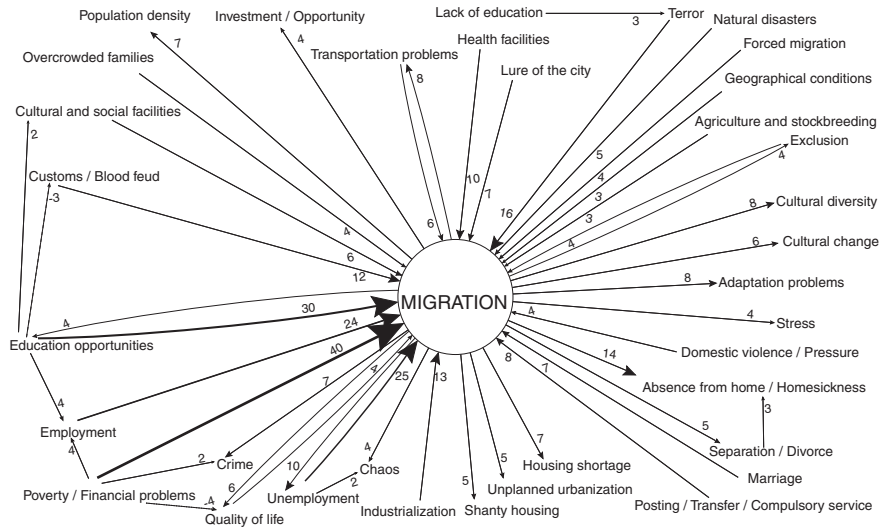 Population density
Investment / Opportunity
Lack of education
3
Terror
Natural disasters
Health facilities
Forced migration
4
7
Overcrowded families
Transportation problems
8
Lure of the city
Geographical conditions
Cultural and social facilities
2
Agriculture and stockbreeding
Exclusion
4
5
4
3
3
Customs / Blood feud
-3
10
7
16
Cultural diversity
8
4
6
6
12
4
Cultural change
6
Adaptation problems
8
MIGRATION
30
4
24
40
Stress
4
Education opportunities
4
Domestic violence / Pressure
14
Absence from home / Homesickness
3
8
7
4
Employment
4
7
4
25
13
5
Separation / Divorce
Crime
2
Chaos
4
2
Housing shortage
7
Marriage
Poverty / Financial problems
-4
6
10
Unemployment
5
5
Unplanned urbanization
Posting / Transfer / Compulsory service
Quality of life
Industrialization
Shanty housing